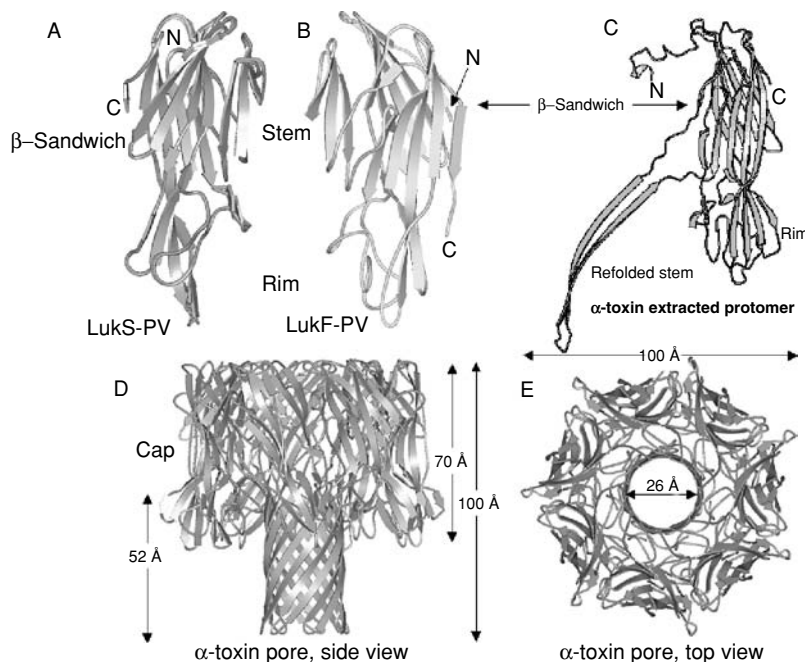 A
N
C
β–Sandwich
LukS-PV
B
N
Stem
C
Rim
LukF-PV
β–Sandwich
C
N
C
Rim
Refolded stem
α-toxin extracted protomer
D
Cap
52 Å
70 Å
100 Å
α-toxin pore, side view
100 Å
E
26 Å
α-toxin pore, top view